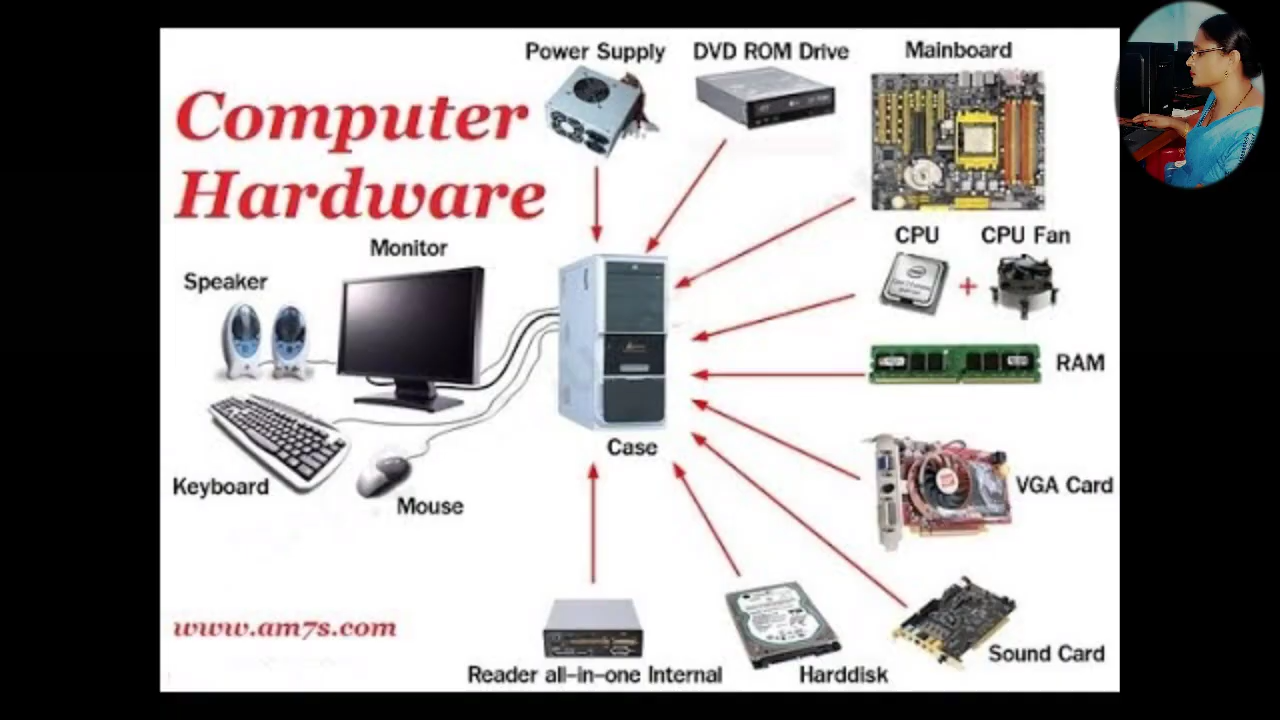 Power Supply
DVD ROM Drive
Mainboard
Computer
Hardware
CPU
CPU Fan
Monitor
Speaker
+
RAM
Case
Keyboard
Mouse
VGA Card
www.am7s.com
Sound Card
Reader all-in-one Internal
Harddisk